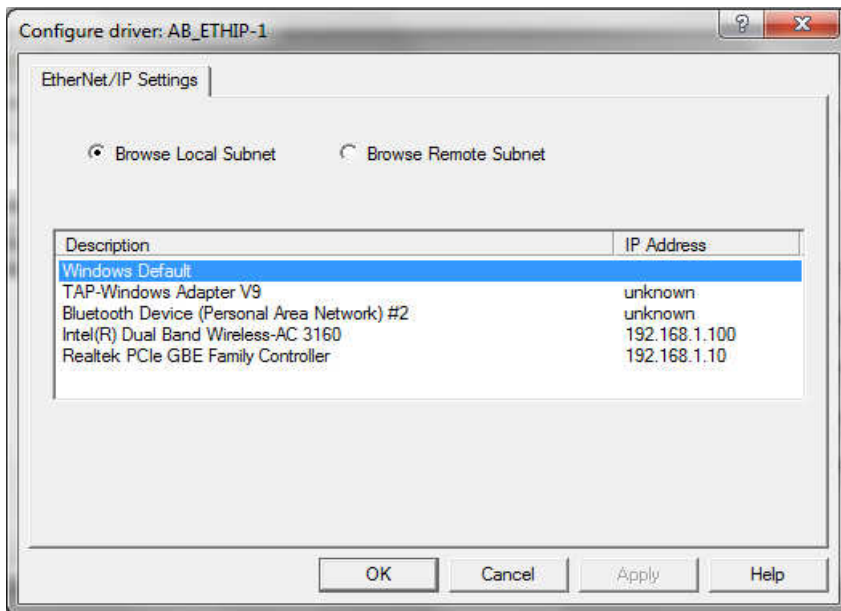 Configure driver: AB_ETHIP-1
EtherNet/IP Settings
Browse Local Subnet Browse Remote Subnet
Description IP Address
Windows Default
TAP-Windows Adapter V9 unknown
Bluetooth Device (Personal Area Network) #2 unknown
Intel(R) Dual Band Wireless-AC 3160 192.168.1.100
Realtek PCIe GBE Family Controller 192.168.1.10
OK Cancel Apply Help